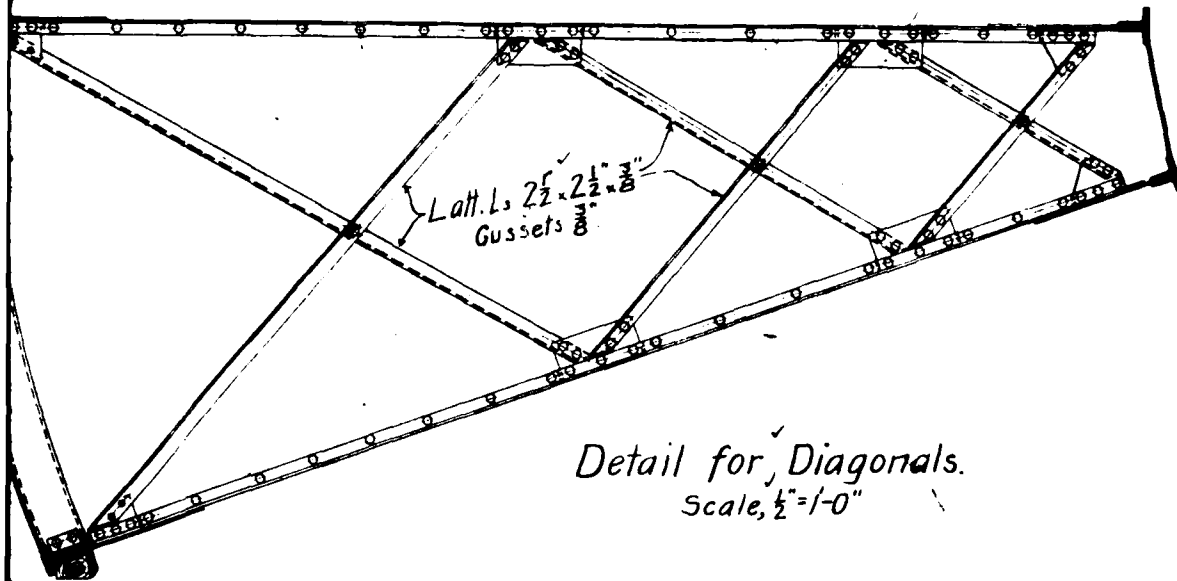 Latt. Ls 2½" x 2½" x ⅜"
Gussets ⅜"
Detail for Diagonals.
Scale, ½"=1'-0"